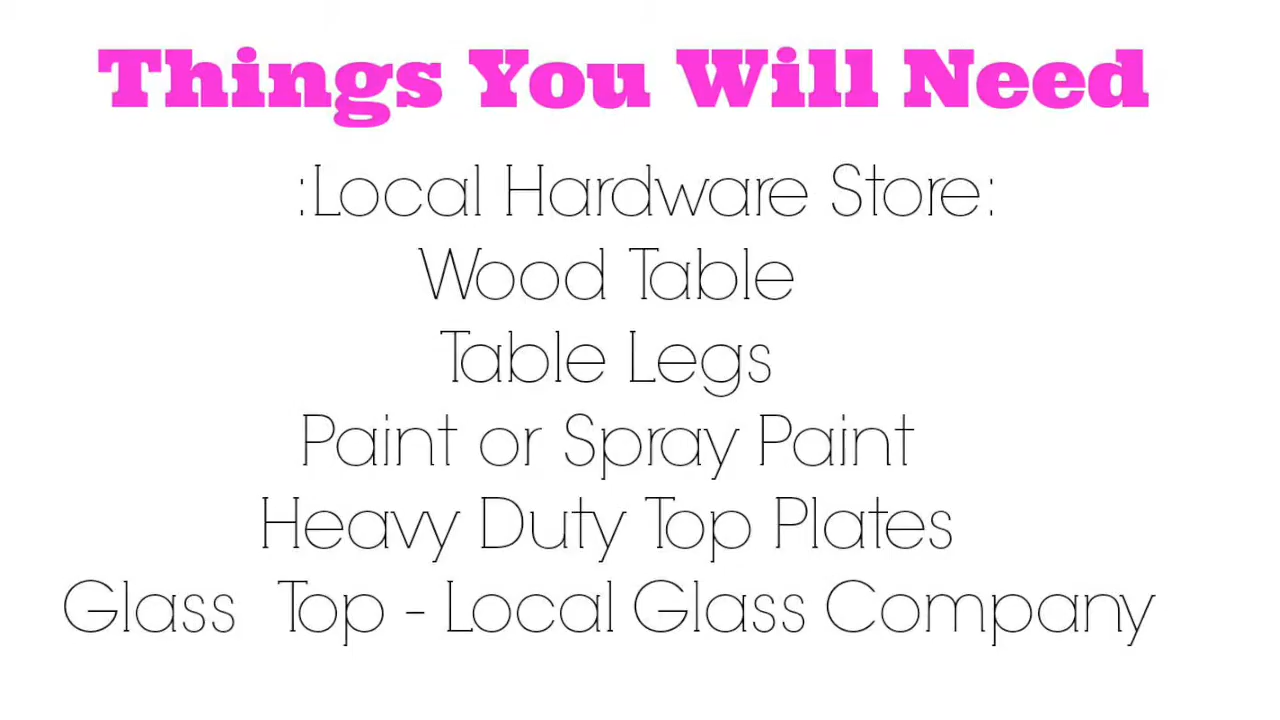 Things You Will Need
:Local Hardware Store:
Wood Table
Table Legs
Paint or Spray Paint
Heavy Duty Top Plates
Glass Top - Local Glass Company